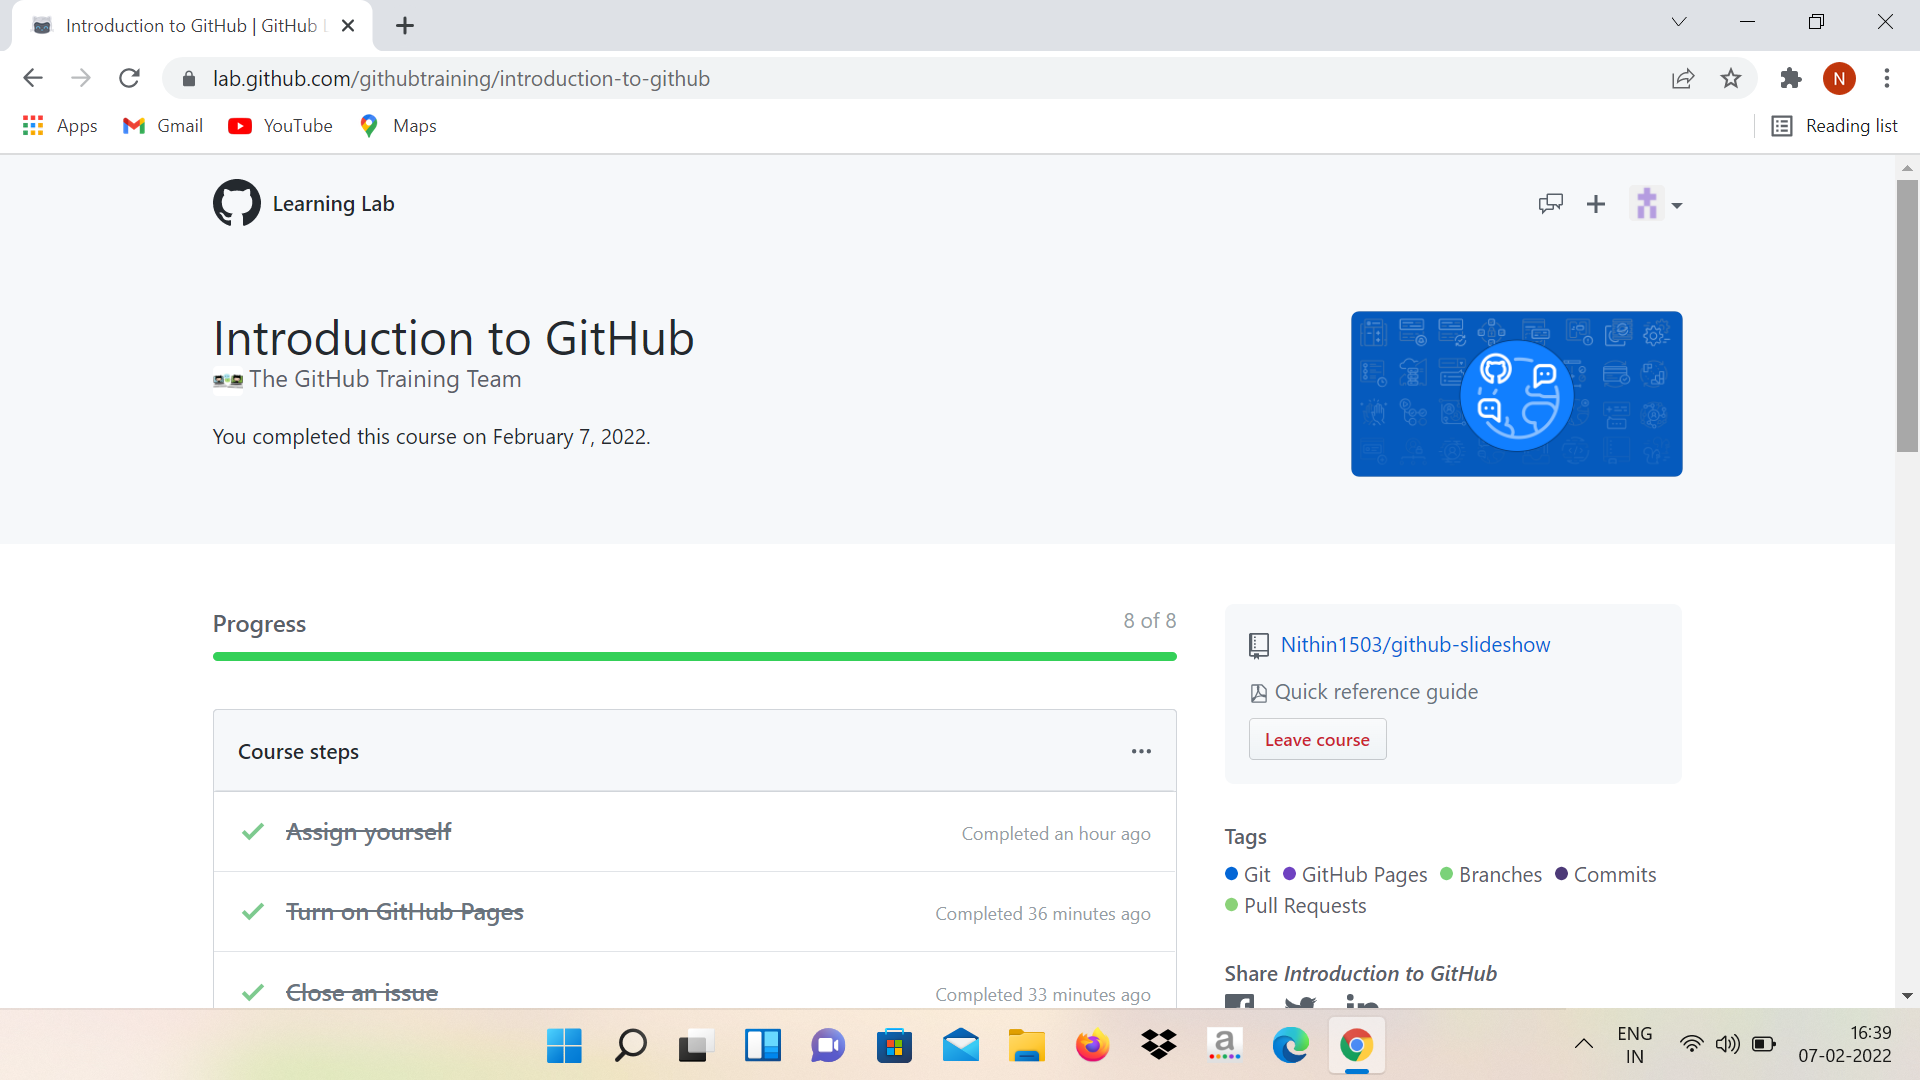 Introduction to GitHub | GitHub L
lab.github.com/githubtraining/introduction-to-github
N
Apps
Gmail
YouTube
Maps
Reading list
Learning Lab
Introduction to GitHub
The GitHub Training Team
You completed this course on February 7, 2022.
Progress
8 of 8
Nithin1503/github-slideshow
Quick reference guide
Leave course
Course steps
Assign yourself
Completed an hour ago
Turn on GitHub Pages
Completed 36 minutes ago
Close an issue
Completed 33 minutes ago
Tags
Git
GitHub Pages
Branches
Commits
Pull Requests
Share Introduction to GitHub
a
ENG
IN
16:39
07-02-2022